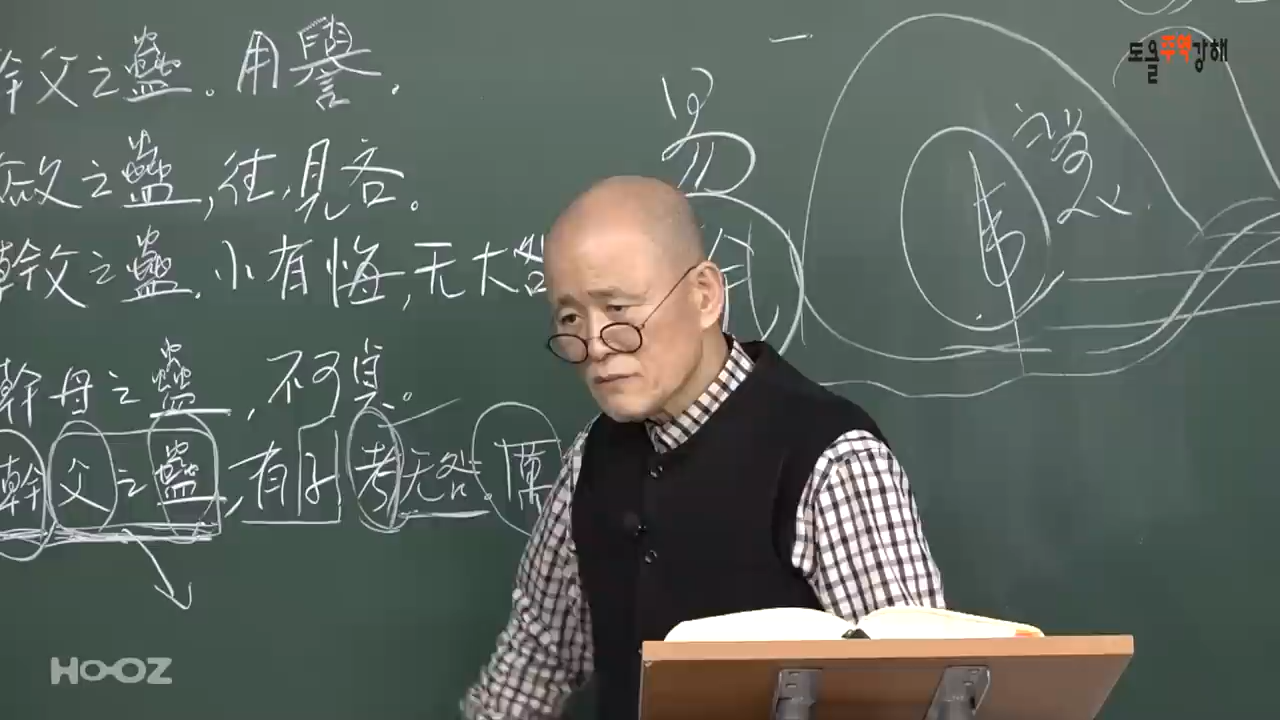 幹父之蠱。用譽.
裕父之蠱,往,見吝。
幹父之蠱.小有悔,无大咎
幹母之蠱,不可貞。
幹父之蠱,有子考无咎。厲
易
도올주역강해
HOOZ